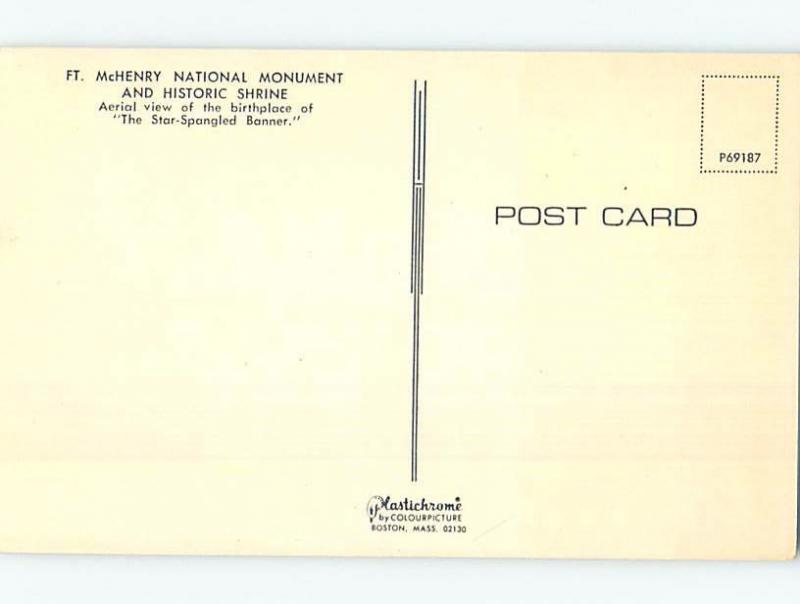 FT. McHENRY NATIONAL MONUMENT
AND HISTORIC SHRINE
Aerial view of the birthplace of
"The Star-Spangled Banner."
P69187
POST CARD
Plastichrome
by COLOURPICTURE
BOSTON, MASS. 02130